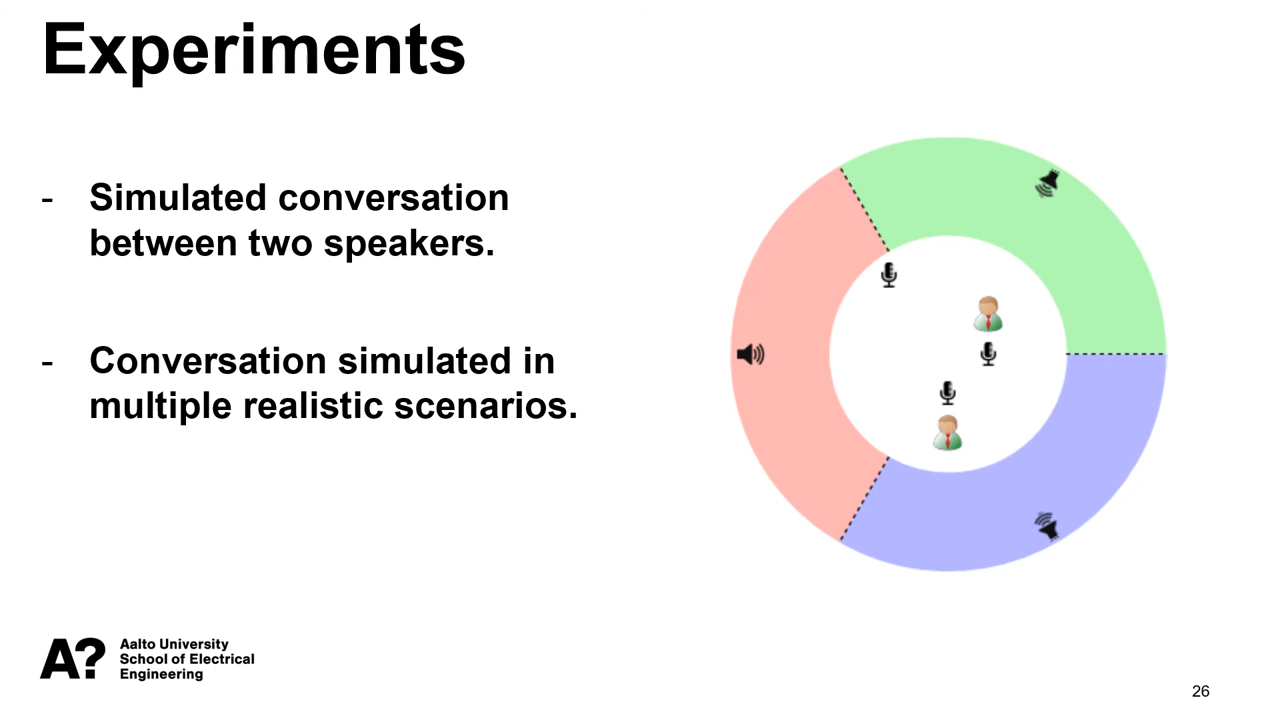 Experiments
- Simulated conversation
between two speakers.
- Conversation simulated in
multiple realistic scenarios.
A?
Aalto University
School of Electrical
Engineering
26